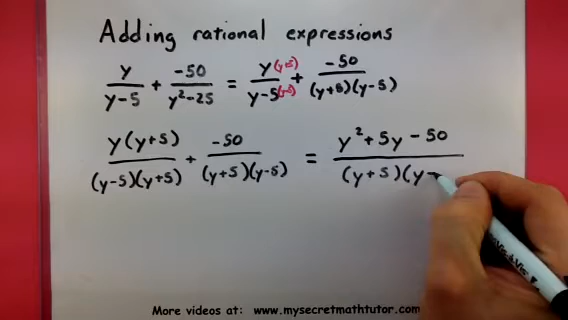 Adding rational expressions
y/(y-5) + -50/(y²-25) = y(y+5)/(y-5(y+5)) + -50/((y+5)(y-5))
y(y+5)/((y-5)(y+5)) + -50/((y+5)(y-5)) = (y²+5y-50)/((y+5)(y-
More videos at: www.mysecretmathtutor.com